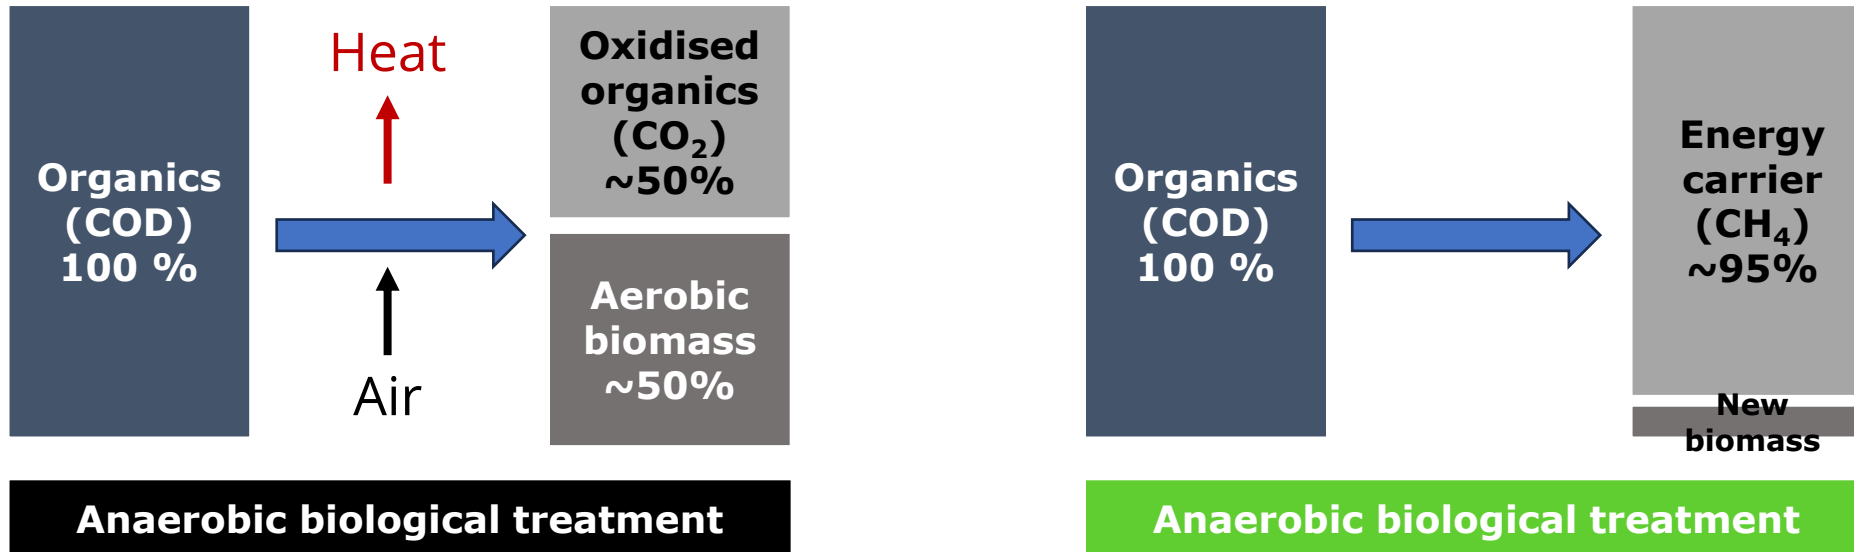 Organics
(COD)
100 %
Heat
Air
Oxidised
organics
(CO₂)
~50%
Aerobic
biomass
~50%
Anaerobic biological treatment
Organics
(COD)
100 %
Energy
carrier
(CH₄)
~95%
New
biomass
Anaerobic biological treatment